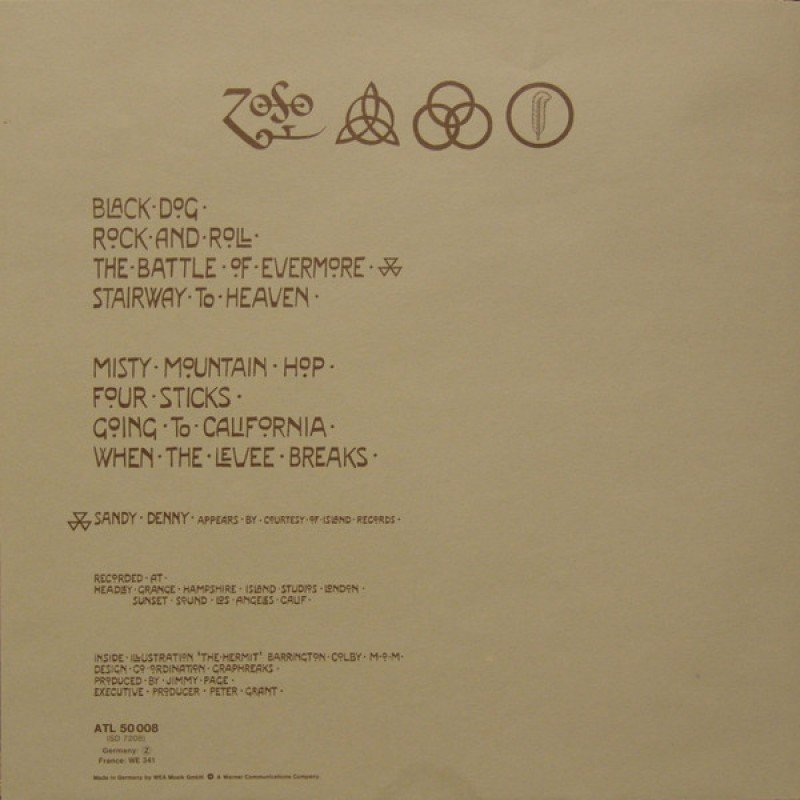 ZOSO
BLACK · DOG ·
ROCK · AND · ROLL ·
THE · BATTLE · OF · EVERMORE ·
STAIRWAY · TO · HEAVEN ·
MISTY · MOUNTAIN · HOP ·
FOUR · STICKS ·
GOING · TO · CALIFORNIA ·
WHEN · THE · LEVEE · BREAKS ·
SANDY · DENNY · APPEARS · BY · COURTESY · OF · ISLAND · RECORDS ·
RECORDED · AT ·
HEADLEY · GRANGE · HAMPSHIRE · ISLAND · STUDIOS · LONDON ·
SUNSET · SOUND · LOS · ANGELES · CALIF ·
INSIDE · ILLUSTRATION 'THE · HERMIT' BARRINGTON · COLBY · M·O·M·
DESIGN · CO-ORDINATION · GRAPHREAKS ·
PRODUCED · BY · JIMMY · PAGE ·
EXECUTIVE · PRODUCER · PETER · GRANT ·
ATL 50 008
(SD 7208)
Germany: Z
France: WE 341
Made in Germany by WEA Musik GmbH · A Warner Communications Company